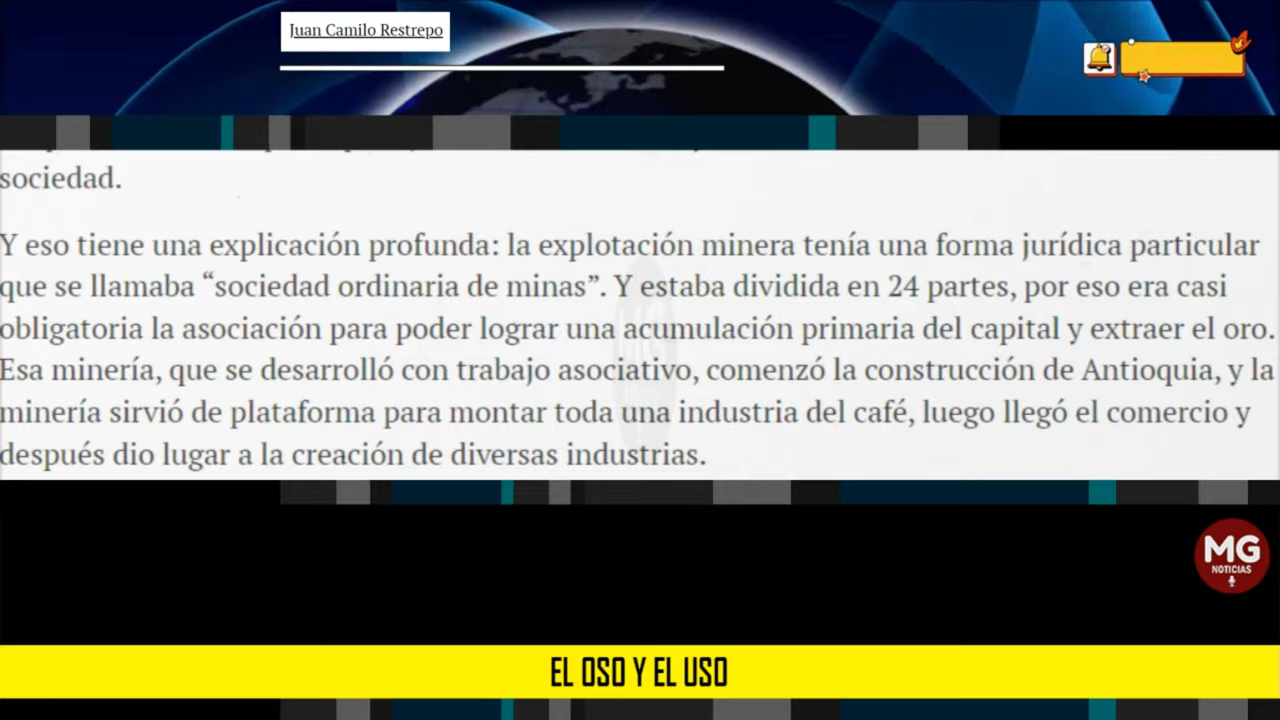 Juan Camilo Restrepo
sociedad.
Y eso tiene una explicación profunda: la explotación minera tenía una forma jurídica particular
que se llamaba “sociedad ordinaria de minas”. Y estaba dividida en 24 partes, por eso era casi
obligatoria la asociación para poder lograr una acumulación primaria del capital y extraer el oro.
Esa minería, que se desarrolló con trabajo asociativo, comenzó la construcción de Antioquia, y la
minería sirvió de plataforma para montar toda una industria del café, luego llegó el comercio y
después dio lugar a la creación de diversas industrias.
MG
NOTICIAS
EL OSO Y EL USO